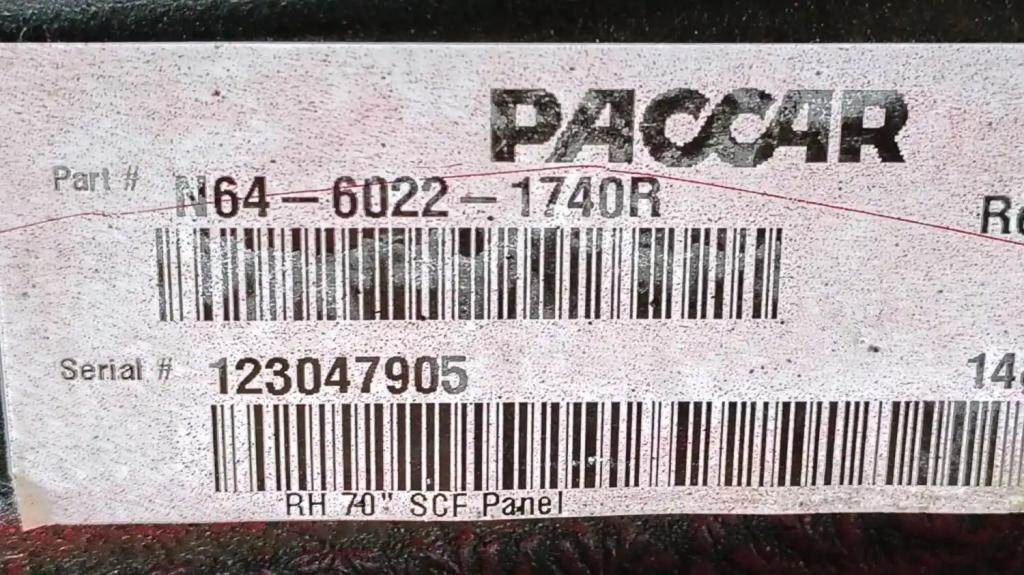 PACCAR
Part # N64-6022-1740R
Serial # 123047905
RH 70" SCF Panel